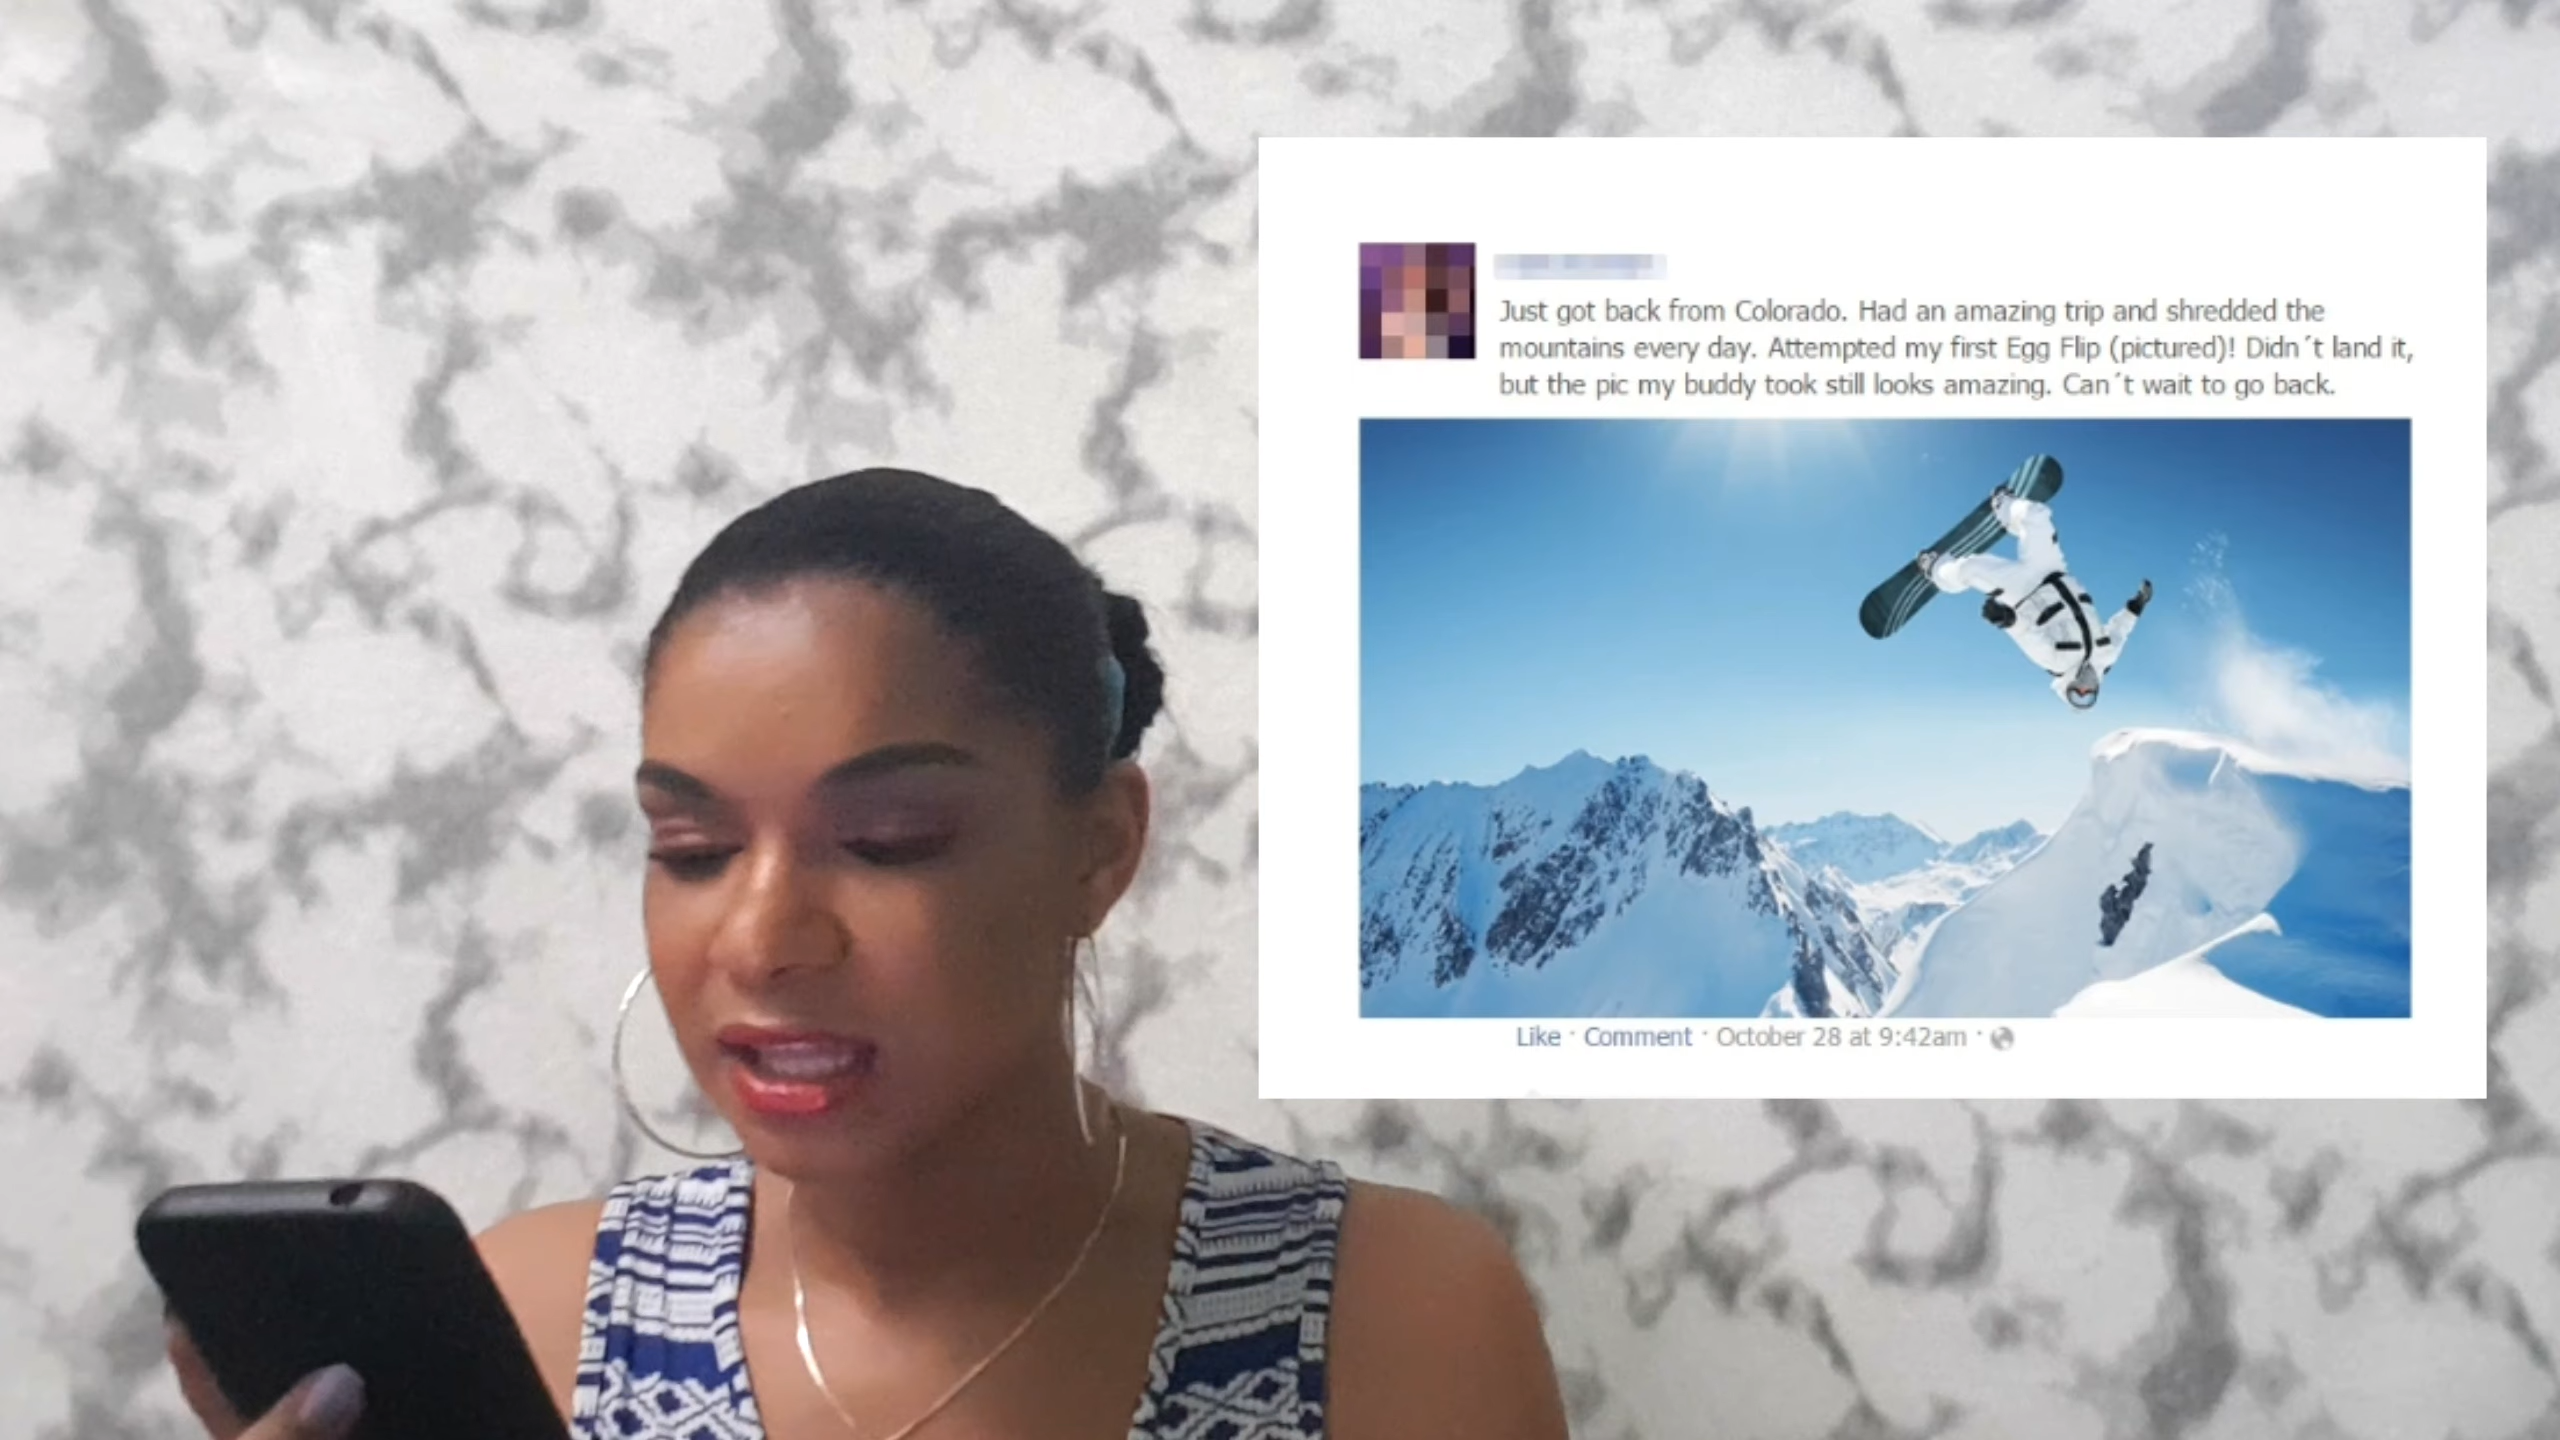 Just got back from Colorado. Had an amazing trip and shredded the
mountains every day. Attempted my first Egg Flip (pictured)! Didn´t land it,
but the pic my buddy took still looks amazing. Can´t wait to go back.
Like · Comment · October 28 at 9:42am ·